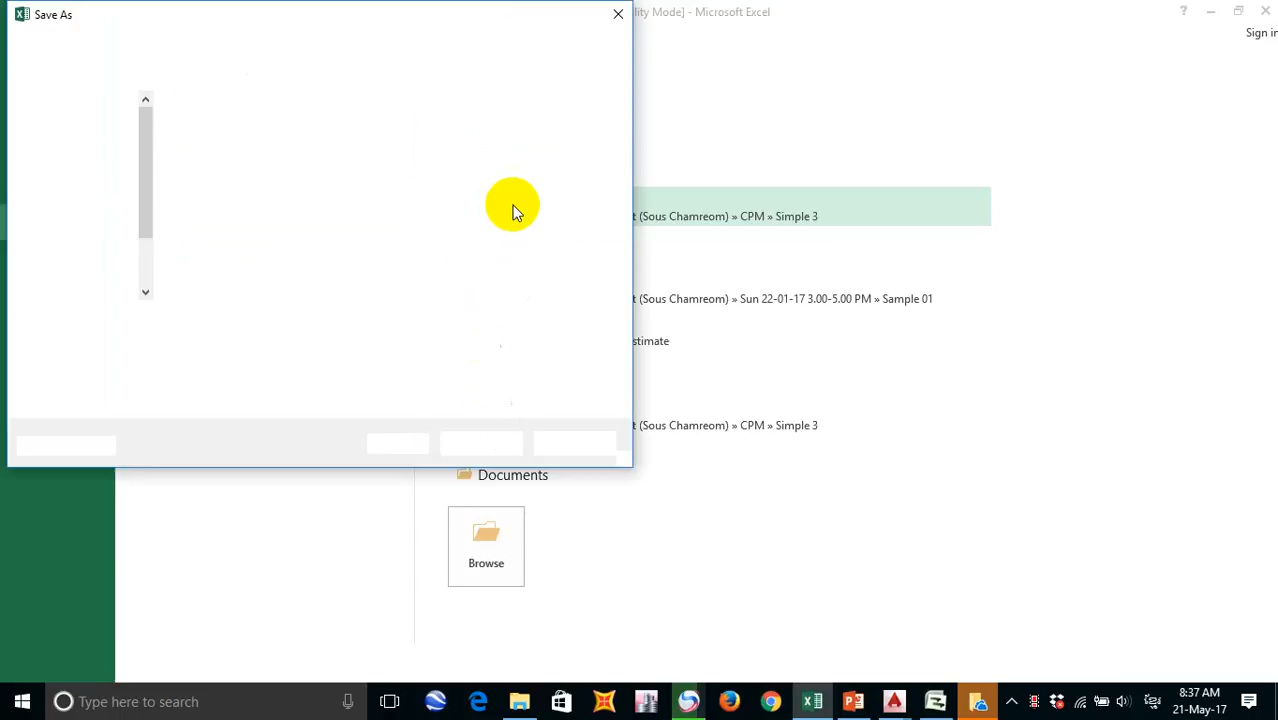 Save As
lity Mode] - Microsoft Excel
?
Sign in
t (Sous Chamreom) » CPM » Simple 3
t (Sous Chamreom) » Sun 22-01-17 3.00-5.00 PM » Sample 01
stimate
t (Sous Chamreom) » CPM » Simple 3
Documents
Browse
Type here to search
8:37 AM
21-May-17